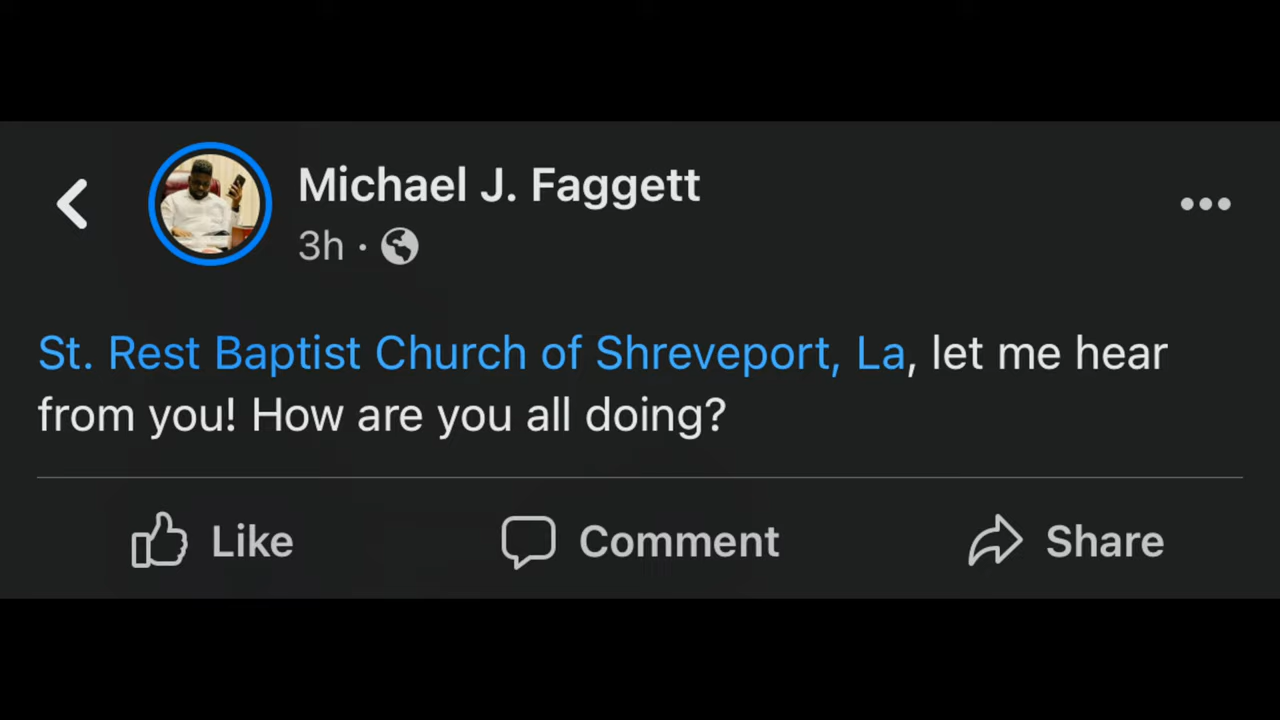 Michael J. Faggett
3h ·
St. Rest Baptist Church of Shreveport, La, let me hear
from you! How are you all doing?
Like Comment Share